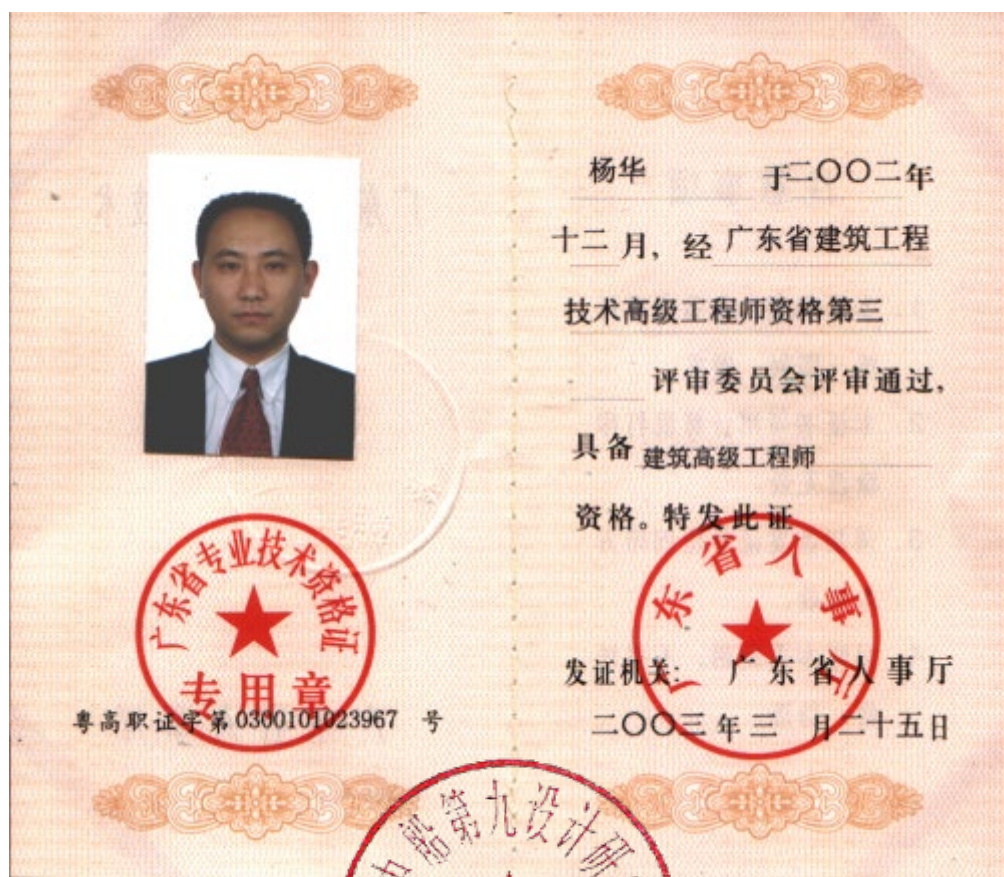 广东省专业技术资格证
专用章
粤高职证字第0300101023967 号
杨华 于二〇〇二年
十二月，经广东省建筑工程
技术高级工程师资格第三
评审委员会评审通过，
具备 建筑高级工程师
资格。特发此证
广东省人事厅
发证机关: 广东省人事厅
二〇〇三年三 月二十五日
中船第九设计研